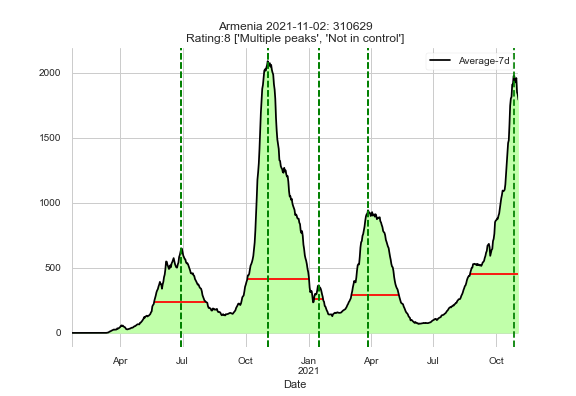 Armenia 2021-11-02: 310629
Rating:8 ['Multiple peaks', 'Not in control']
Average-7d
2000
1500
1000
500
0
Apr Jul Oct Jan Apr Jul Oct
2021
Date